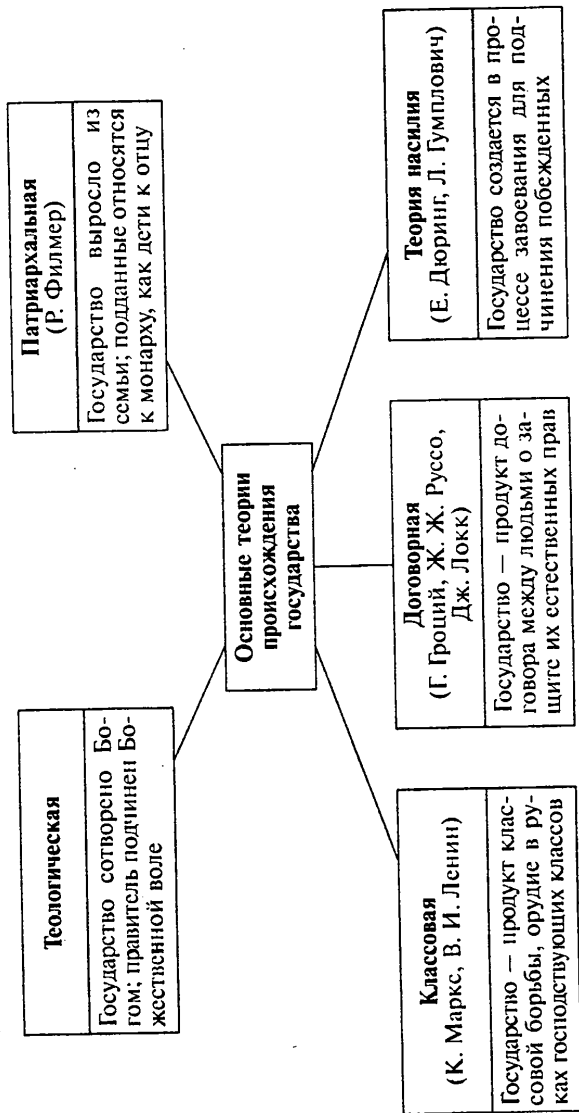 Теологическая
Государство сотворено Бо-
гом; правитель подчинен Бо-
жественной воле
Патриархальная
(Р. Филмер)
Государство выросло из
семьи; подданные относятся
к монарху, как дети к отцу
Основные теории
происхождения
государства
Классовая
(К. Маркс, В. И. Ленин)
Государство — продукт клас-
совой борьбы, орудие в ру-
ках господствующих классов
Договорная
(Г. Гроций, Ж. Ж. Руссо,
Дж. Локк)
Государство — продукт до-
говора между людьми о за-
щите их естественных прав
Теория насилия
(Е. Дюринг, Л. Гумплович)
Государство создается в про-
цессе завоевания для под-
чинения побежденных